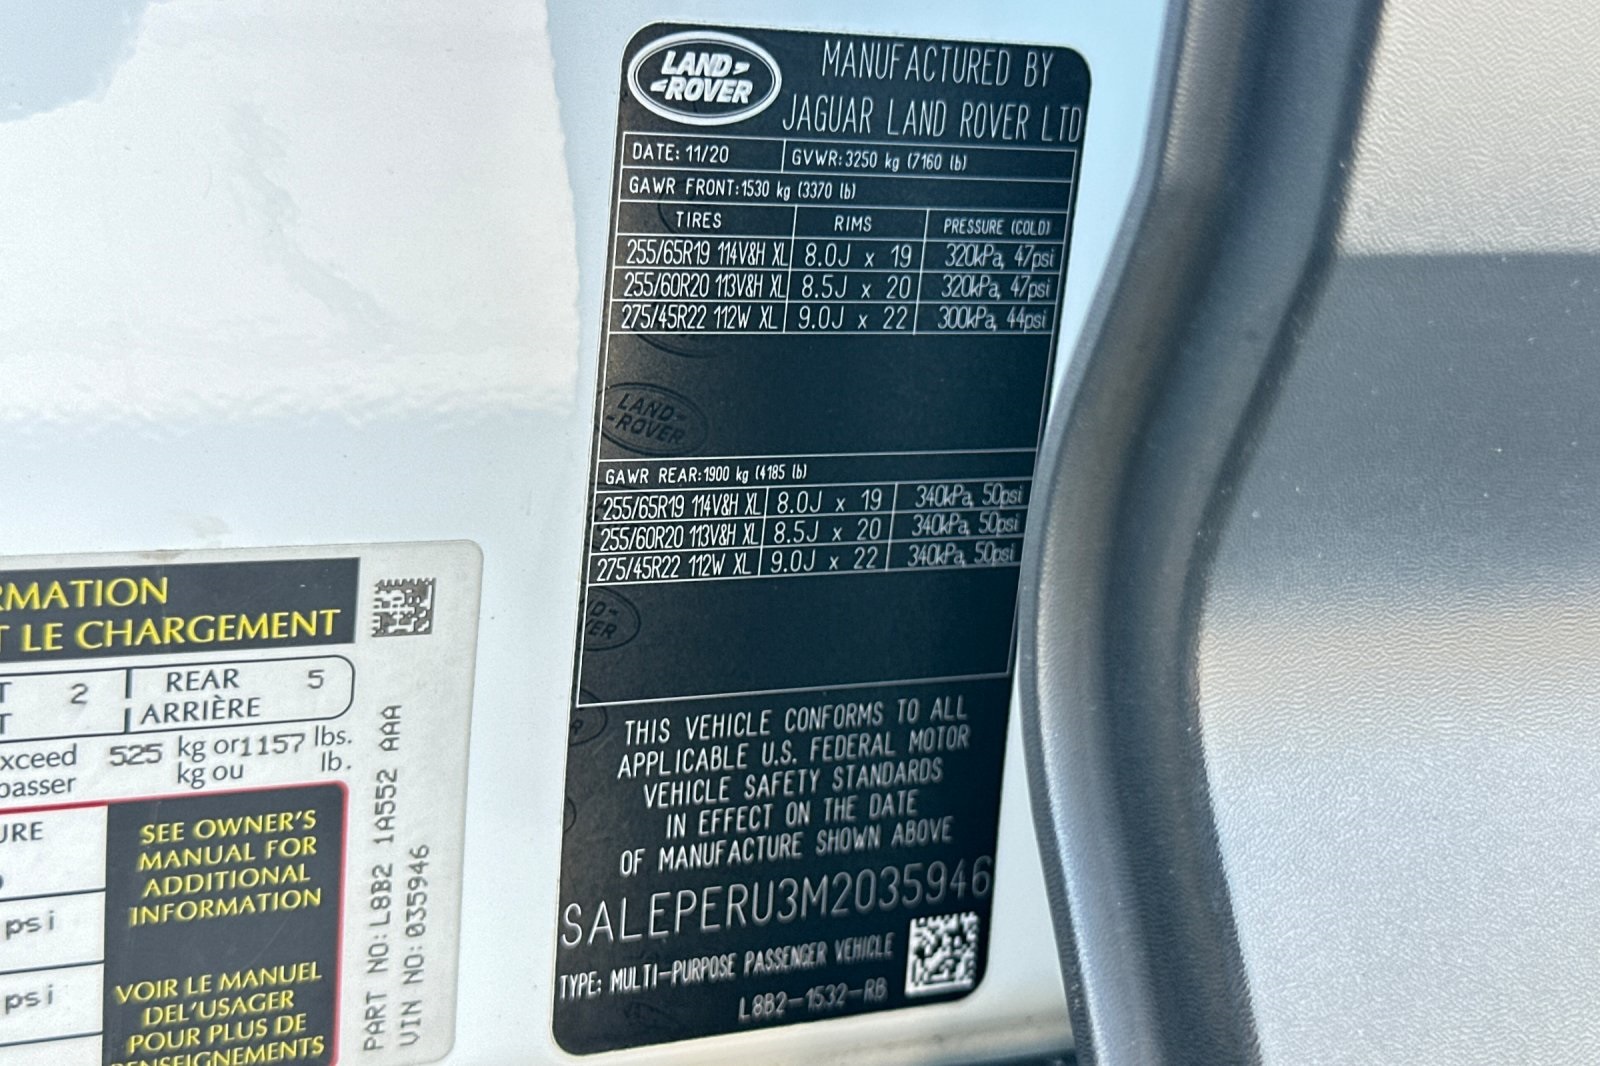 LAND
ROVER
MANUFACTURED BY
JAGUAR LAND ROVER LTD
DATE: 11/20 GVWR: 3250 kg (7160 lb)
GAWR FRONT: 1530 kg (3370 lb)
TIRES RIMS PRESSURE (COLD)
255/65R19 114V&H XL 8.0J x 19 320kPa, 47psi
255/60R20 113V&H XL 8.5J x 20 320kPa, 47psi
275/45R22 112W XL 9.0J x 22 300kPa, 44psi
LAND
ROVER
GAWR REAR: 1900 kg (4185 lb)
255/65R19 114V&H XL 8.0J x 19 340kPa, 50psi
255/60R20 113V&H XL 8.5J x 20 340kPa, 50psi
275/45R22 112W XL 9.0J x 22 340kPa, 50psi
THIS VEHICLE CONFORMS TO ALL
APPLICABLE U.S. FEDERAL MOTOR
VEHICLE SAFETY STANDARDS
IN EFFECT ON THE DATE
OF MANUFACTURE SHOWN ABOVE
SALEPERU3M2035946
TYPE: MULTI-PURPOSE PASSENGER VEHICLE
L8B2-1532-RB
RMATION
T LE CHARGEMENT
T 2 REAR 5
T ARRIÈRE
xceed 525 kg or 1157 lbs.
passer kg ou lb.
URE
psi
psi
SEE OWNER'S
MANUAL FOR
ADDITIONAL
INFORMATION
VOIR LE MANUEL
DEL'USAGER
POUR PLUS DE
RENSEIGNEMENTS
PART NO: L8B2 1A552 AAA
VIN NO: 035946